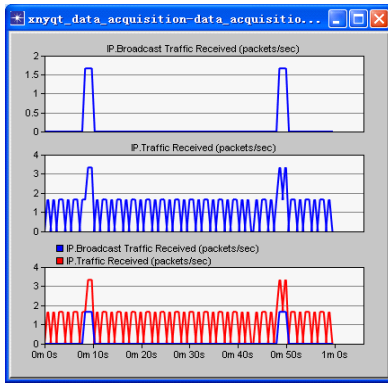 xnyqt_data_acquisition-data_acquisitio...
IP.Broadcast Traffic Received (packets/sec)
2
1.5
1
0.5
0
IP.Traffic Received (packets/sec)
4
3
2
1
0
IP.Broadcast Traffic Received (packets/sec)
IP.Traffic Received (packets/sec)
4
3
2
1
0
0m 0s 0m 10s 0m 20s 0m 30s 0m 40s 0m 50s 1m 0s